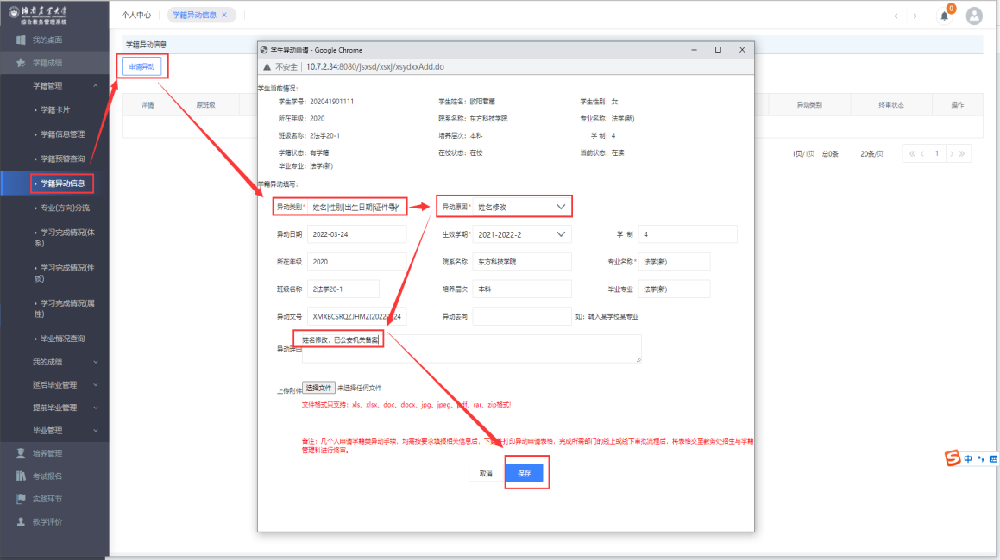 湖南农业大学
综合教务管理系统
个人中心
学籍异动信息 ×
0
我的桌面
学籍成绩
学籍管理
• 学籍卡片
• 学籍信息管理
• 学籍预警查询
• 学籍异动信息
• 专业(方向)分流
• 学习完成情况(体
系)
• 学习完成情况(性
质)
• 学习完成情况(属
性)
• 毕业情况查询
我的成绩
延后毕业管理
提前毕业管理
毕业管理
培养管理
考试报名
实践环节
教学评价
学籍异动信息
申请异动
详情 原班级 异动类别 终审状态 操作
1页/1页 总0条 20条/页 1
学生异动申请 - Google Chrome
不安全 | 10.7.2.34:8080/jsxsd/xsxj/xsydxxAdd.do
学生当前情况:
学生学号: 202041901111 学生姓名: 欧阳君蕙 学生性别: 女
所在年级: 2020 院系名称: 东方科技学院 专业名称: 法学(新)
班级名称: 2法学20-1 培养层次: 本科 学 制: 4
学籍状态: 有学籍 在校状态: 在校 当前状态: 在读
毕业专业: 法学(新)
学籍异动填写:
异动类别* 姓名|性别|出生日期|证件号 异动原因* 姓名修改
异动日期 2022-03-24 生效学期* 2021-2022-2 学 制 4
所在年级 2020 院系名称 东方科技学院 专业名称* 法学(新)
班级名称 2法学20-1 培养层次 本科 毕业专业 法学(新)
异动文号 异动去向 如: 转入某学校某专业
异动理由 姓名修改，已公安机关备案
上传附件 选择文件 未选择任何文件
文件格式只支持: xls、xlsx、doc、docx、jpg、jpeg、pdf、rar、zip格式!
备注: 凡个人申请学籍类异动手续，均需按要求填报相关信息后，下载并打印异动申请表格，完成所需部门的线上或线下审批流程后，将表格交至教务处招生与学籍
管理科进行终审。
取消 保存
S 中